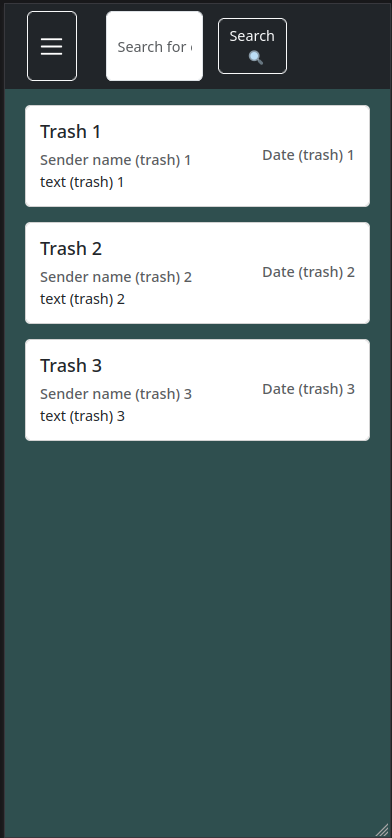 Search for
Search
Trash 1
Sender name (trash) 1
Date (trash) 1
text (trash) 1
Trash 2
Sender name (trash) 2
Date (trash) 2
text (trash) 2
Trash 3
Sender name (trash) 3
Date (trash) 3
text (trash) 3